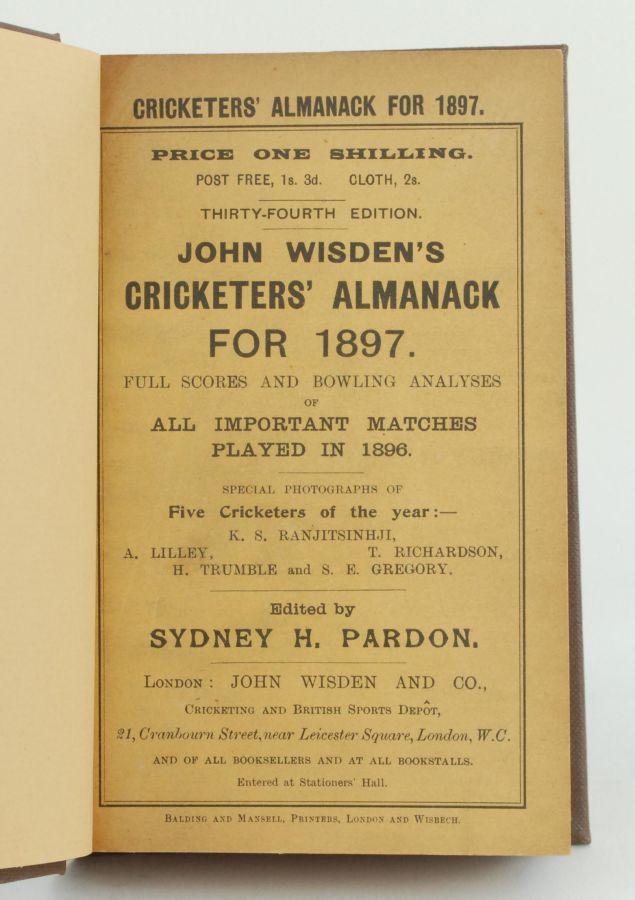 CRICKETERS' ALMANACK FOR 1897.
PRICE ONE SHILLING.
POST FREE, 1s. 3d. CLOTH, 2s.
THIRTY-FOURTH EDITION.
JOHN WISDEN'S
CRICKETERS' ALMANACK
FOR 1897.
FULL SCORES AND BOWLING ANALYSES
OF
ALL IMPORTANT MATCHES
PLAYED IN 1896.
SPECIAL PHOTOGRAPHS OF
Five Cricketers of the year:—
K. S. RANJITSINHJI,
A. LILLEY, T. RICHARDSON,
H. TRUMBLE and S. E. GREGORY.
Edited by
SYDNEY H. PARDON.
LONDON: JOHN WISDEN AND CO.,
CRICKETING AND BRITISH SPORTS DEPÔT,
21, Cranbourn Street, near Leicester Square, London, W.C.
AND OF ALL BOOKSELLERS AND AT ALL BOOKSTALLS.
Entered at Stationers' Hall.
BALDING AND MANSELL, PRINTERS, LONDON AND WISBECH.